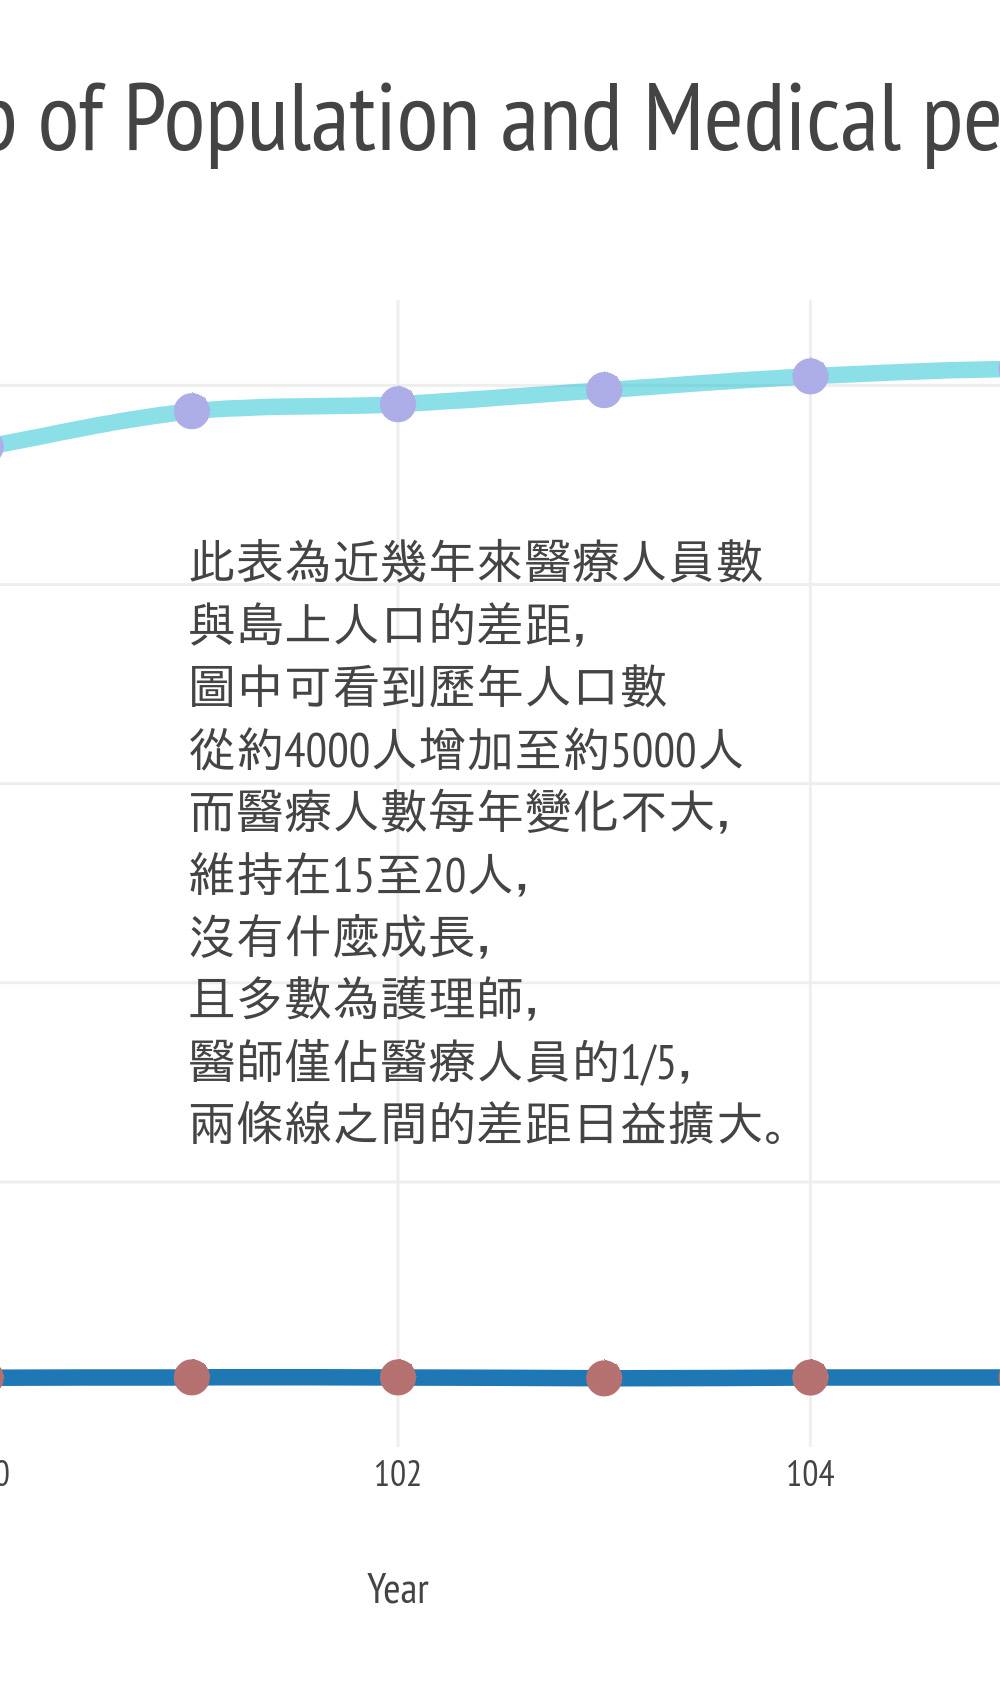 of Population and Medical pe
此表為近幾年來醫療人員數
與島上人口的差距，
圖中可看到歷年人口數
從約4000人增加至約5000人
而醫療人數每年變化不大，
維持在15至20人，
沒有什麼成長，
且多數為護理師，
醫師僅佔醫療人員的1/5，
兩條線之間的差距日益擴大。
0
102
104
Year